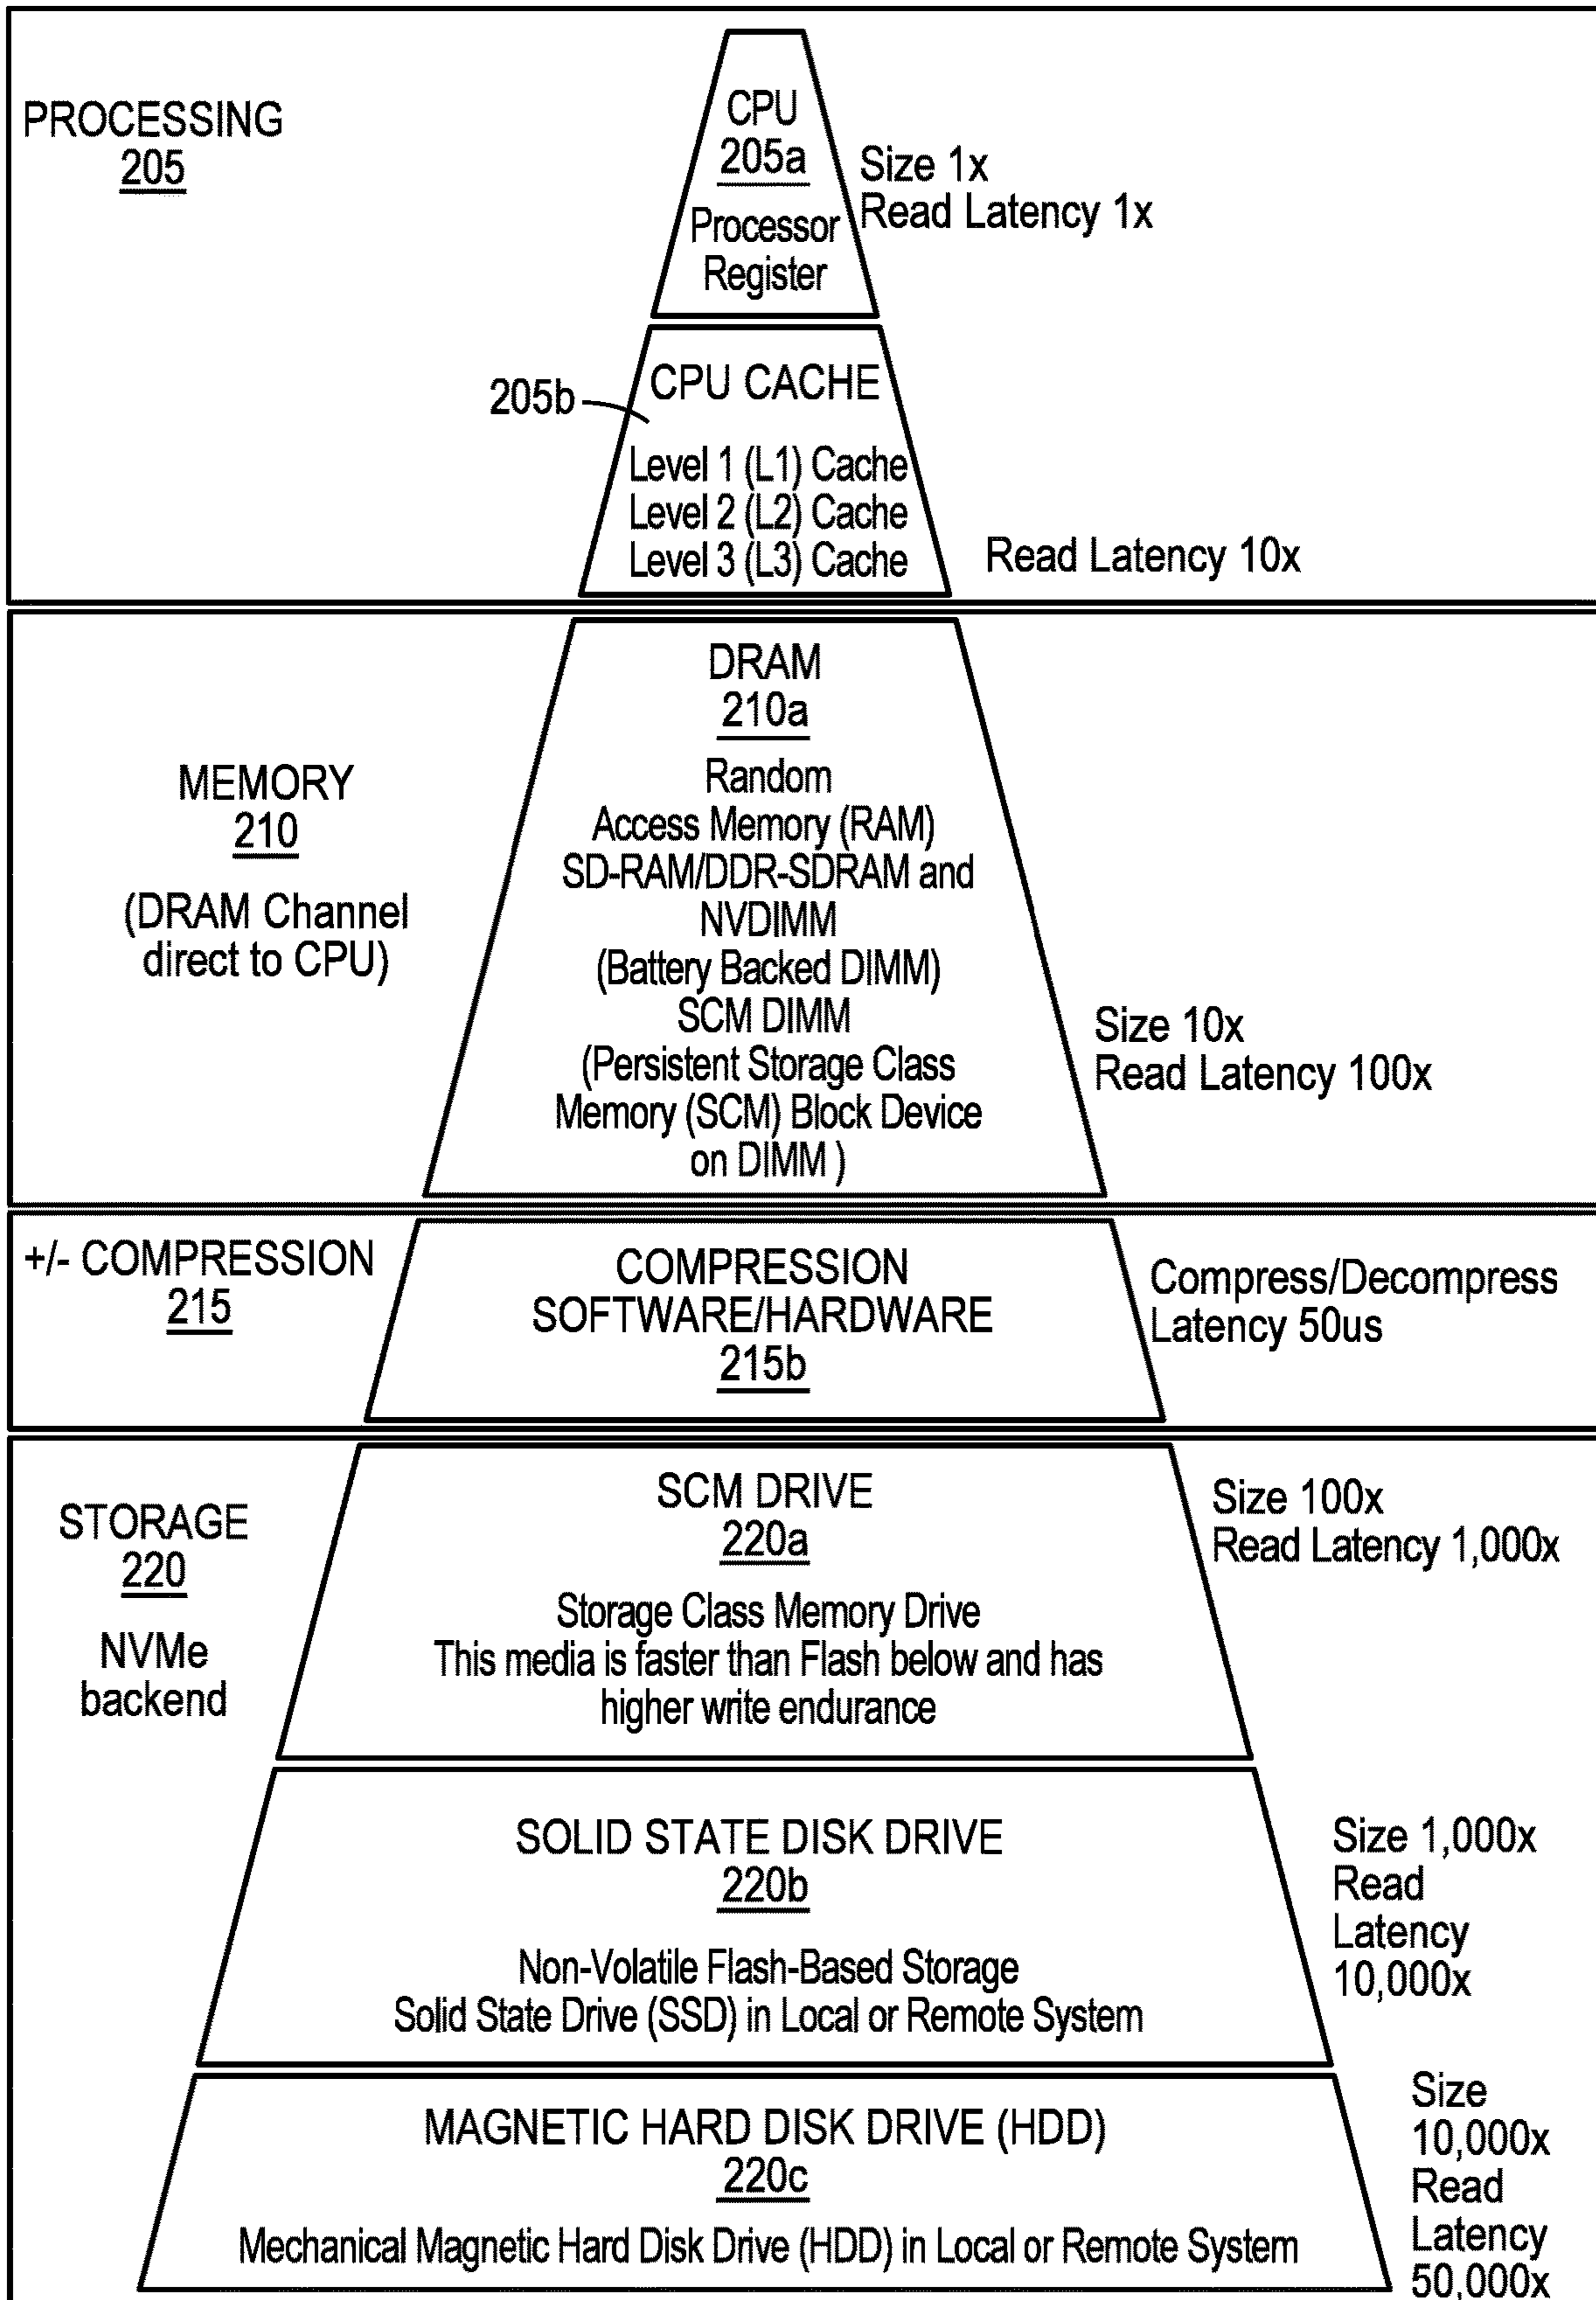 PROCESSING
205
CPU
205a
Processor
Register
Size 1x
Read Latency 1x
205b
CPU CACHE
Level 1 (L1) Cache
Level 2 (L2) Cache
Level 3 (L3) Cache
Read Latency 10x
MEMORY
210
(DRAM Channel
direct to CPU)
DRAM
210a
Random
Access Memory (RAM)
SD-RAM/DDR-SDRAM and
NVDIMM
(Battery Backed DIMM)
SCM DIMM
(Persistent Storage Class
Memory (SCM) Block Device
on DIMM )
Size 10x
Read Latency 100x
+/- COMPRESSION
215
COMPRESSION
SOFTWARE/HARDWARE
215b
Compress/Decompress
Latency 50us
STORAGE
220
NVMe
backend
SCM DRIVE
220a
Storage Class Memory Drive
This media is faster than Flash below and has
higher write endurance
Size 100x
Read Latency 1,000x
SOLID STATE DISK DRIVE
220b
Non-Volatile Flash-Based Storage
Solid State Drive (SSD) in Local or Remote System
Size 1,000x
Read
Latency
10,000x
MAGNETIC HARD DISK DRIVE (HDD)
220c
Mechanical Magnetic Hard Disk Drive (HDD) in Local or Remote System
Size
10,000x
Read
Latency
50,000x